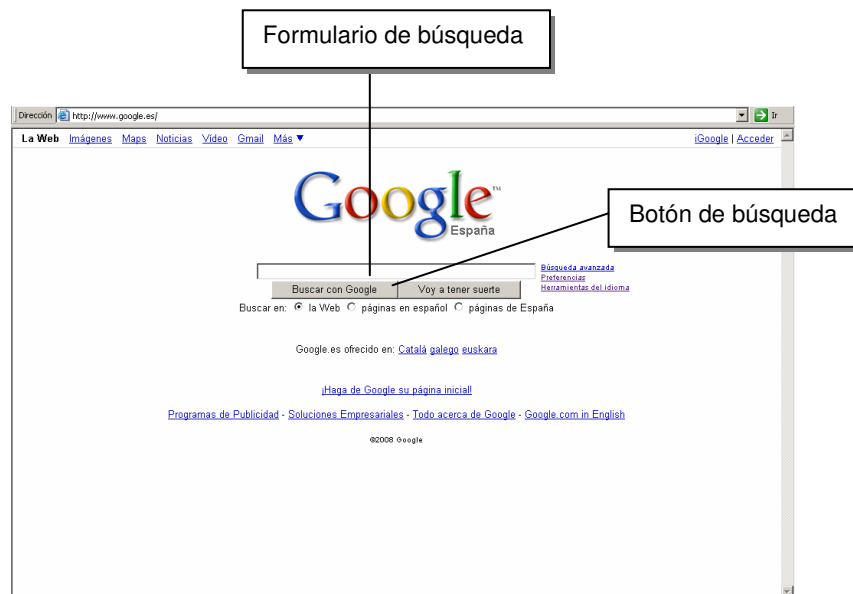 Formulario de búsqueda
Dirección http://www.google.es/ Ir
La Web Imágenes Maps Noticias Vídeo Gmail Más ▼ iGoogle | Acceder
Google™
España
Botón de búsqueda
Búsqueda avanzada
Preferencias
Herramientas del idioma
Buscar con Google Voy a tener suerte
Buscar en: la Web páginas en español páginas de España
Google.es ofrecido en: Català galego euskara
¡Haga de Google su página inicial!
Programas de Publicidad - Soluciones Empresariales - Todo acerca de Google - Google.com in English
©2008 Google